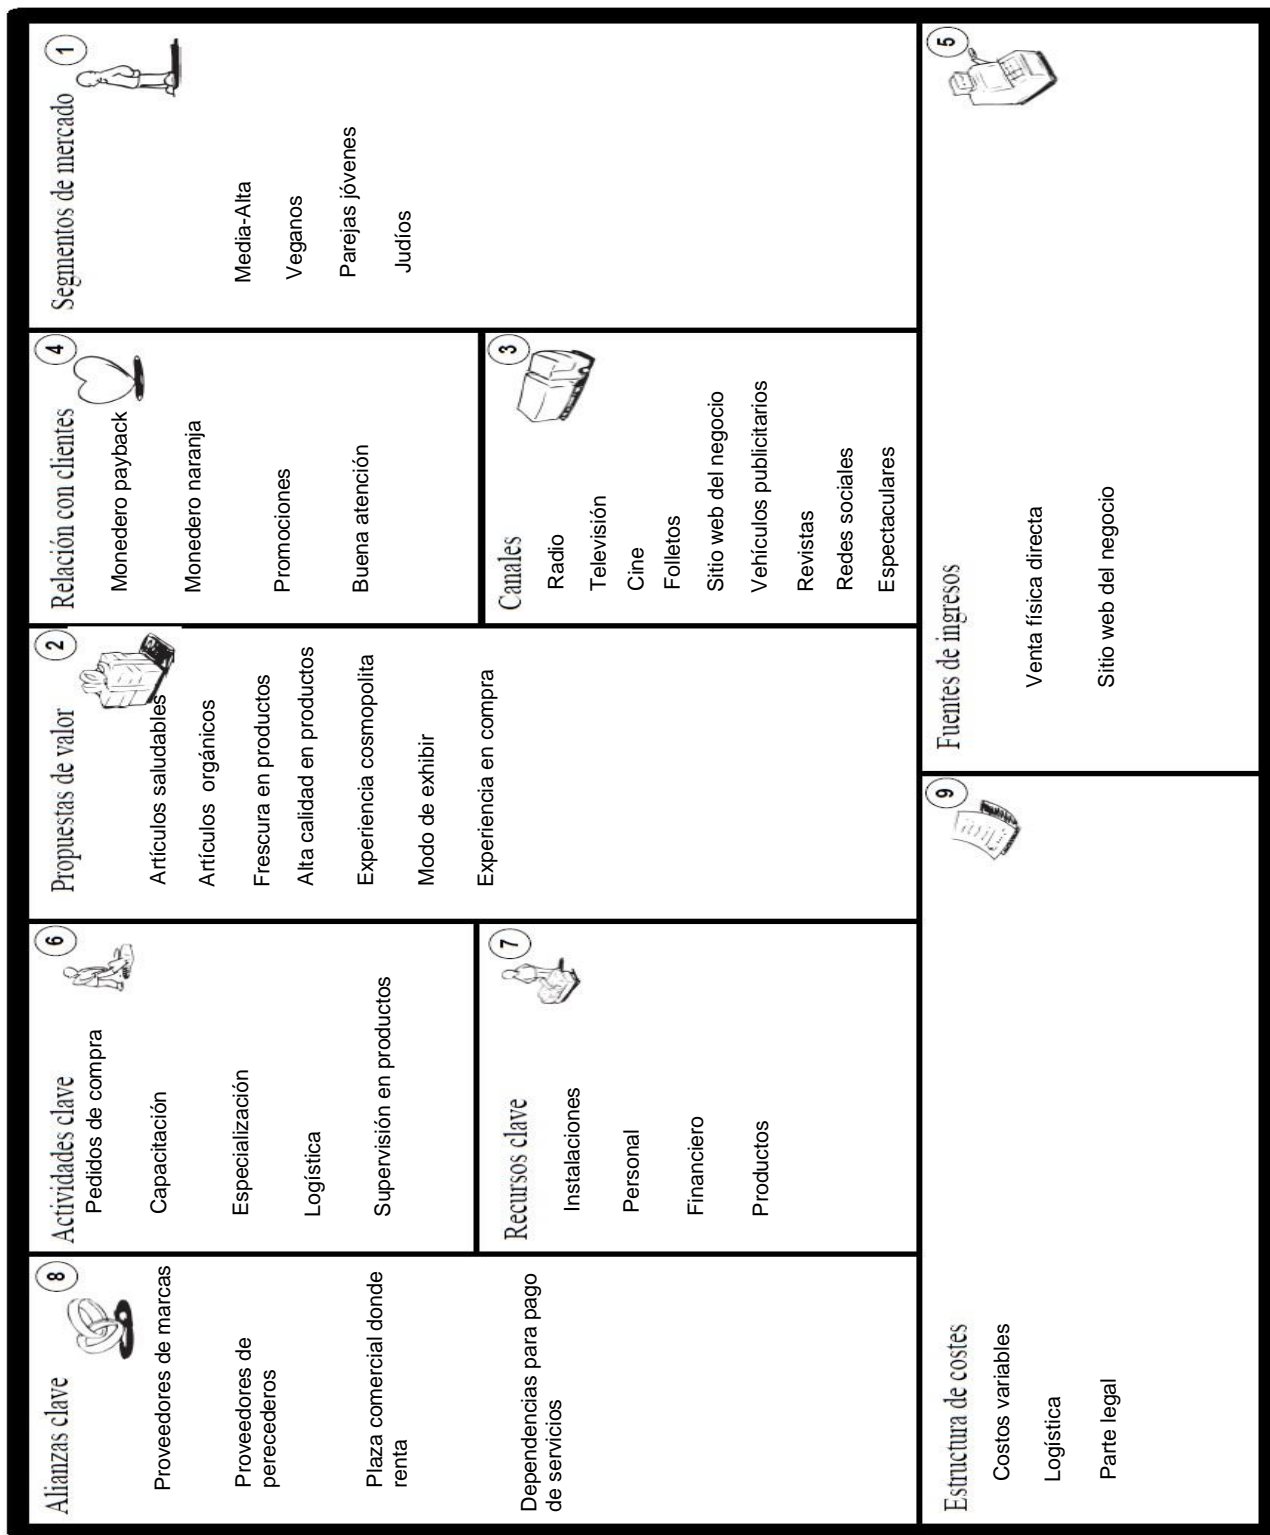 Alianzas clave
8
Proveedores de marcas
Proveedores de
perecederos
Plaza comercial donde
renta
Dependencias para pago
de servicios
Actividades clave
6
Pedidos de compra
Capacitación
Especialización
Logística
Supervisión en productos
Recursos clave
7
Instalaciones
Personal
Financiero
Productos
Propuestas de valor
2
Artículos saludables
Artículos orgánicos
Frescura en productos
Alta calidad en productos
Experiencia cosmopolita
Modo de exhibir
Experiencia en compra
Relación con clientes
4
Monedero payback
Monedero naranja
Promociones
Buena atención
Canales
3
Radio
Televisión
Cine
Folletos
Sitio web del negocio
Vehículos publicitarios
Revistas
Redes sociales
Espectaculares
Segmentos de mercado
1
Media-Alta
Veganos
Parejas jóvenes
Judíos
Estructura de costes
9
Costos variables
Logística
Parte legal
Fuentes de ingresos
5
Venta física directa
Sitio web del negocio